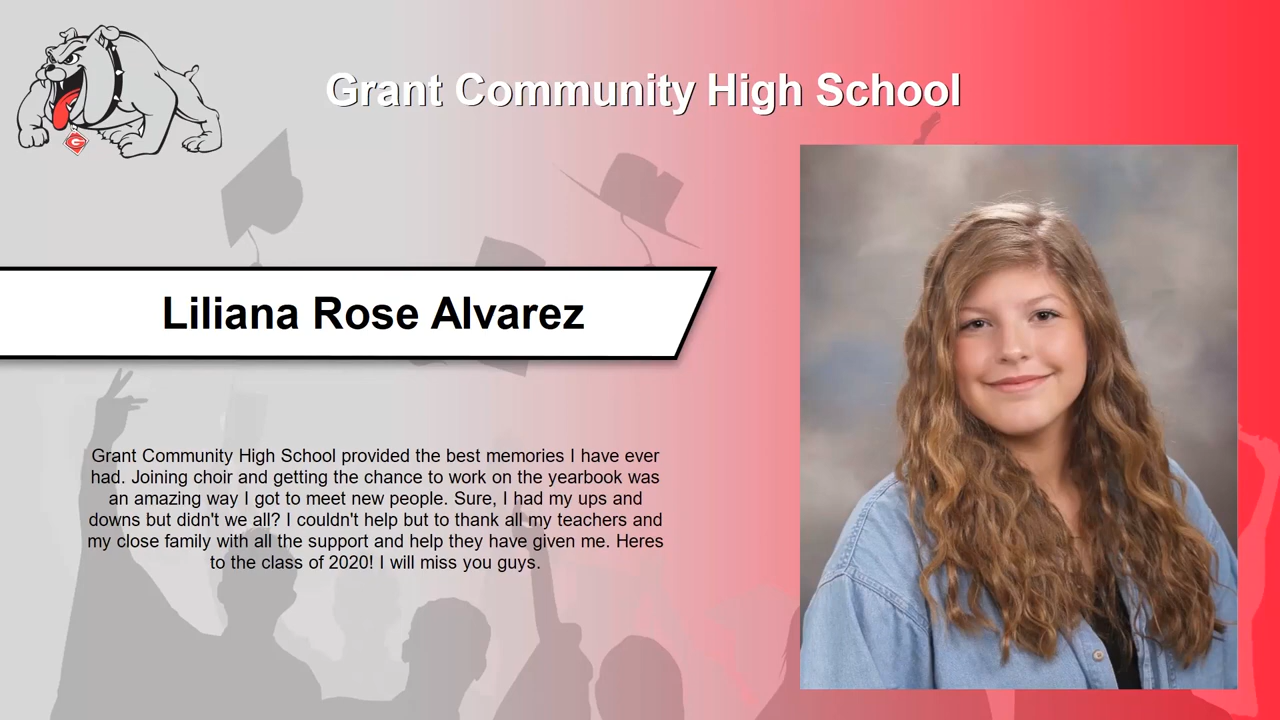 Grant Community High School
G
Liliana Rose Alvarez
Grant Community High School provided the best memories I have ever
had. Joining choir and getting the chance to work on the yearbook was
an amazing way I got to meet new people. Sure, I had my ups and
downs but didn't we all? I couldn't help but to thank all my teachers and
my close family with all the support and help they have given me. Heres
to the class of 2020! I will miss you guys.